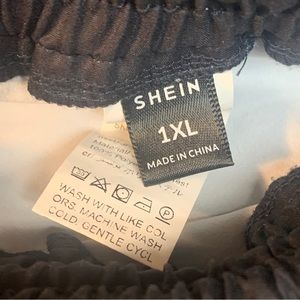 SHEIN
1XL
MADE IN CHINA
WASH WITH LIKE COL
ORS, MACHINE WASH
COLD, GENTLE CYCL